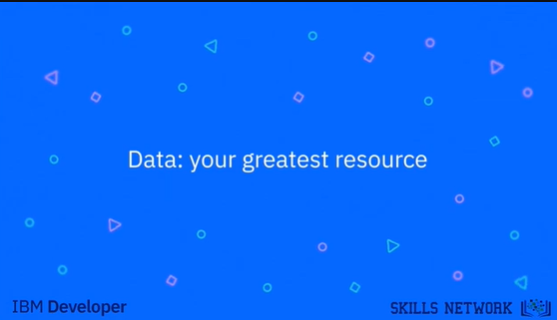 Data: your greatest resource
IBM Developer
SKILLS NETWORK